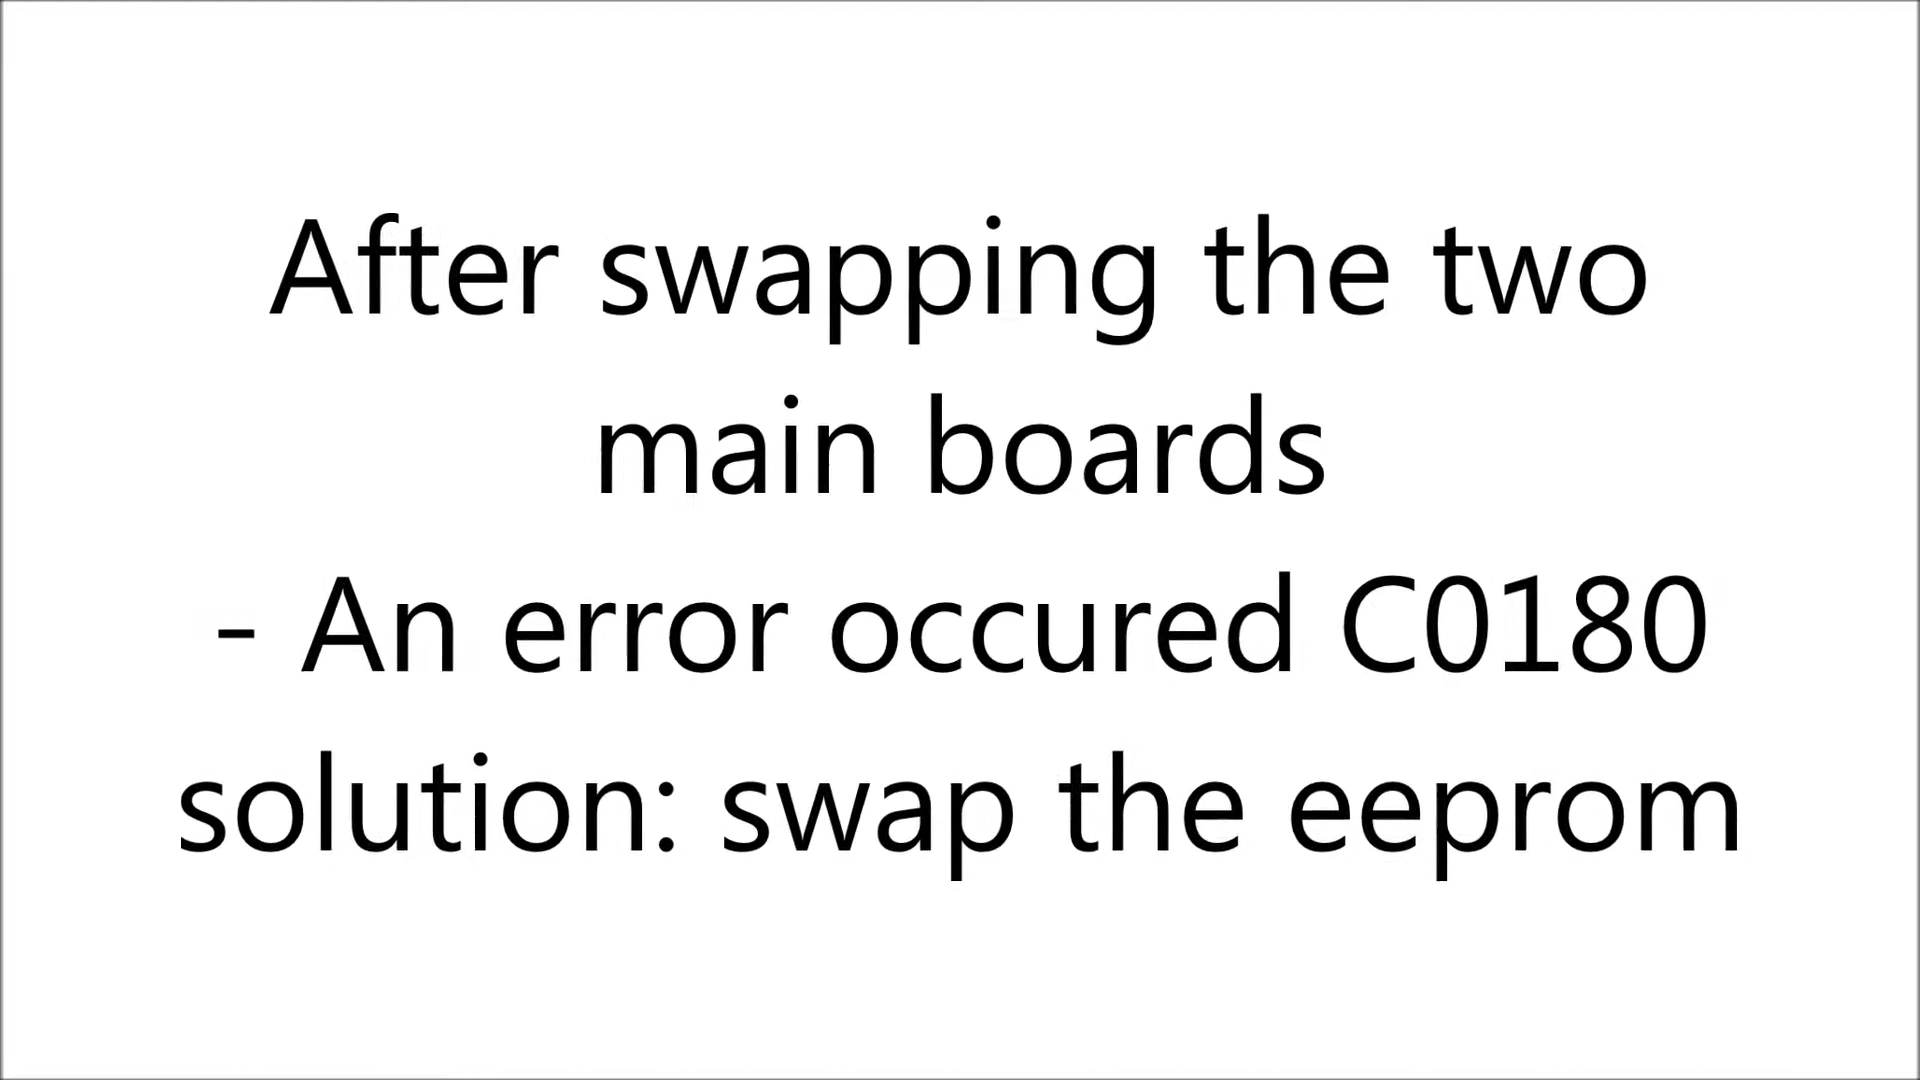 After swapping the two
main boards
- An error occured C0180
solution: swap the eeprom